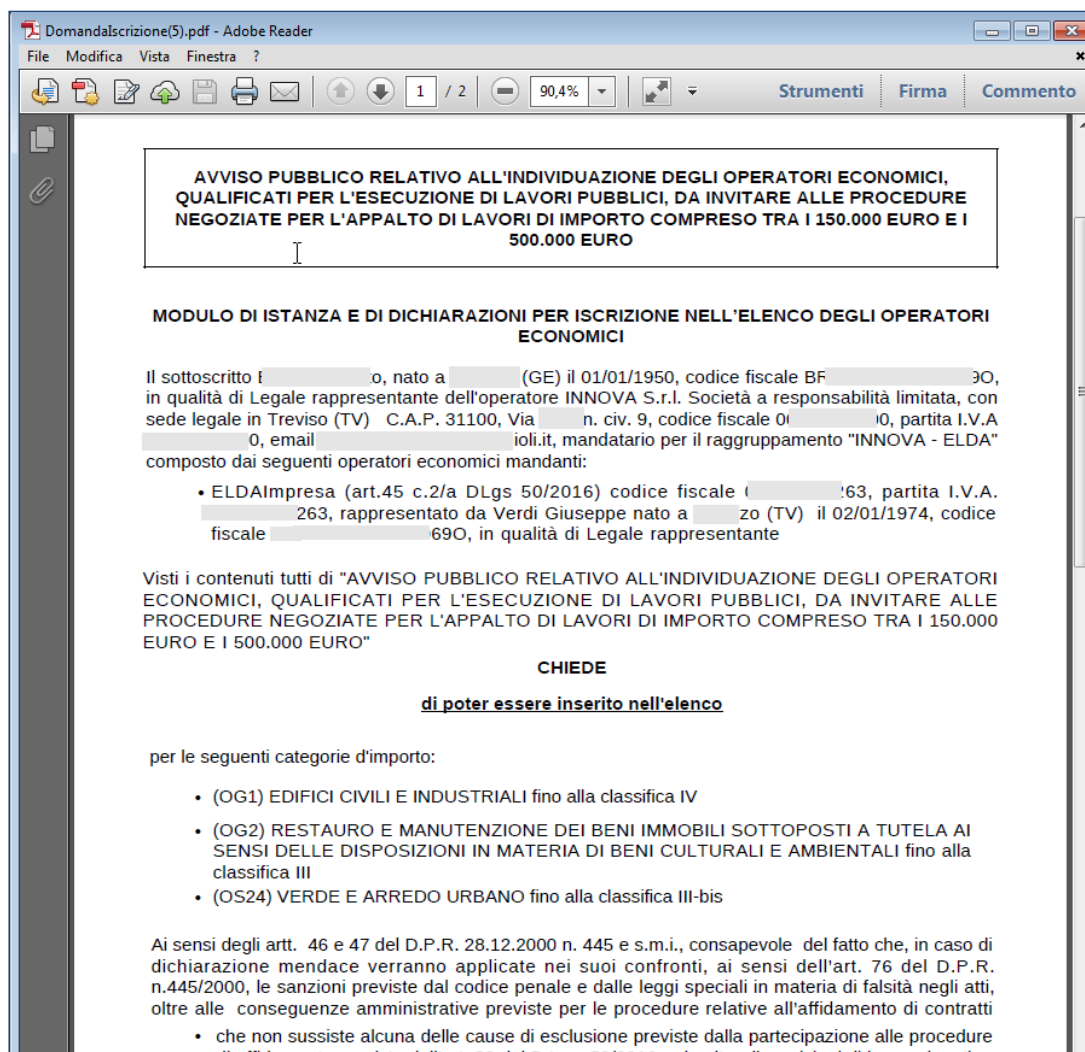 DomandaIscrizione(5).pdf - Adobe Reader
File Modifica Vista Finestra ?
1 / 2 90,4% Strumenti Firma Commento
AVVISO PUBBLICO RELATIVO ALL'INDIVIDUAZIONE DEGLI OPERATORI ECONOMICI,
QUALIFICATI PER L'ESECUZIONE DI LAVORI PUBBLICI, DA INVITARE ALLE PROCEDURE
NEGOZIATE PER L'APPALTO DI LAVORI DI IMPORTO COMPRESO TRA I 150.000 EURO E I
500.000 EURO
MODULO DI ISTANZA E DI DICHIARAZIONI PER ISCRIZIONE NELL'ELENCO DEGLI OPERATORI
ECONOMICI
Il sottoscritto o, nato a (GE) il 01/01/1950, codice fiscale BR 9O,
in qualità di Legale rappresentante dell'operatore INNOVA S.r.l. Società a responsabilità limitata, con
sede legale in Treviso (TV) C.A.P. 31100, Via n. civ. 9, codice fiscale 0 0, partita I.V.A
0, email ioli.it, mandatario per il raggruppamento "INNOVA - ELDA"
composto dai seguenti operatori economici mandanti:
• ELDAImpresa (art.45 c.2/a DLgs 50/2016) codice fiscale 263, partita I.V.A.
263, rappresentato da Verdi Giuseppe nato a zo (TV) il 02/01/1974, codice
fiscale 69O, in qualità di Legale rappresentante
Visti i contenuti tutti di "AVVISO PUBBLICO RELATIVO ALL'INDIVIDUAZIONE DEGLI OPERATORI
ECONOMICI, QUALIFICATI PER L'ESECUZIONE DI LAVORI PUBBLICI, DA INVITARE ALLE
PROCEDURE NEGOZIATE PER L'APPALTO DI LAVORI DI IMPORTO COMPRESO TRA I 150.000
EURO E I 500.000 EURO"
CHIEDE
di poter essere inserito nell'elenco
per le seguenti categorie d'importo:
• (OG1) EDIFICI CIVILI E INDUSTRIALI fino alla classifica IV
• (OG2) RESTAURO E MANUTENZIONE DEI BENI IMMOBILI SOTTOPOSTI A TUTELA AI
SENSI DELLE DISPOSIZIONI IN MATERIA DI BENI CULTURALI E AMBIENTALI fino alla
classifica III
• (OS24) VERDE E ARREDO URBANO fino alla classifica III-bis
Ai sensi degli artt. 46 e 47 del D.P.R. 28.12.2000 n. 445 e s.m.i., consapevole del fatto che, in caso di
dichiarazione mendace verranno applicate nei suoi confronti, ai sensi dell'art. 76 del D.P.R.
n.445/2000, le sanzioni previste dal codice penale e dalle leggi speciali in materia di falsità negli atti,
oltre alle conseguenze amministrative previste per le procedure relative all'affidamento di contratti
• che non sussiste alcuna delle cause di esclusione previste dalla partecipazione alle procedure